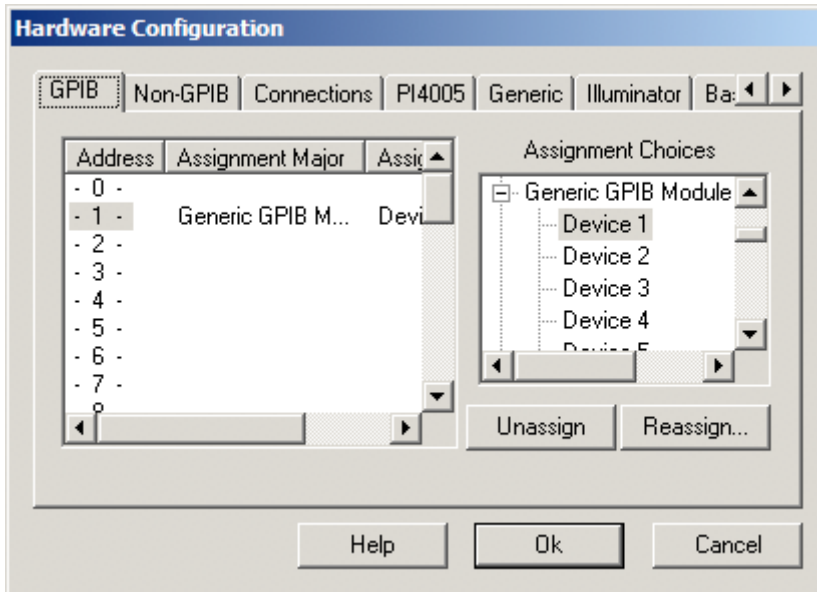 Hardware Configuration
GPIB Non-GPIB Connections PI4005 Generic Illuminator
Address Assignment Major
Assignment Choices
- 0 -
- 1 - Generic GPIB M...
- 2 -
- 3 -
- 4 -
- 5 -
- 6 -
- 7 -
Generic GPIB Module
Device 1
Device 2
Device 3
Device 4
Unassign Reassign...
Help Ok Cancel